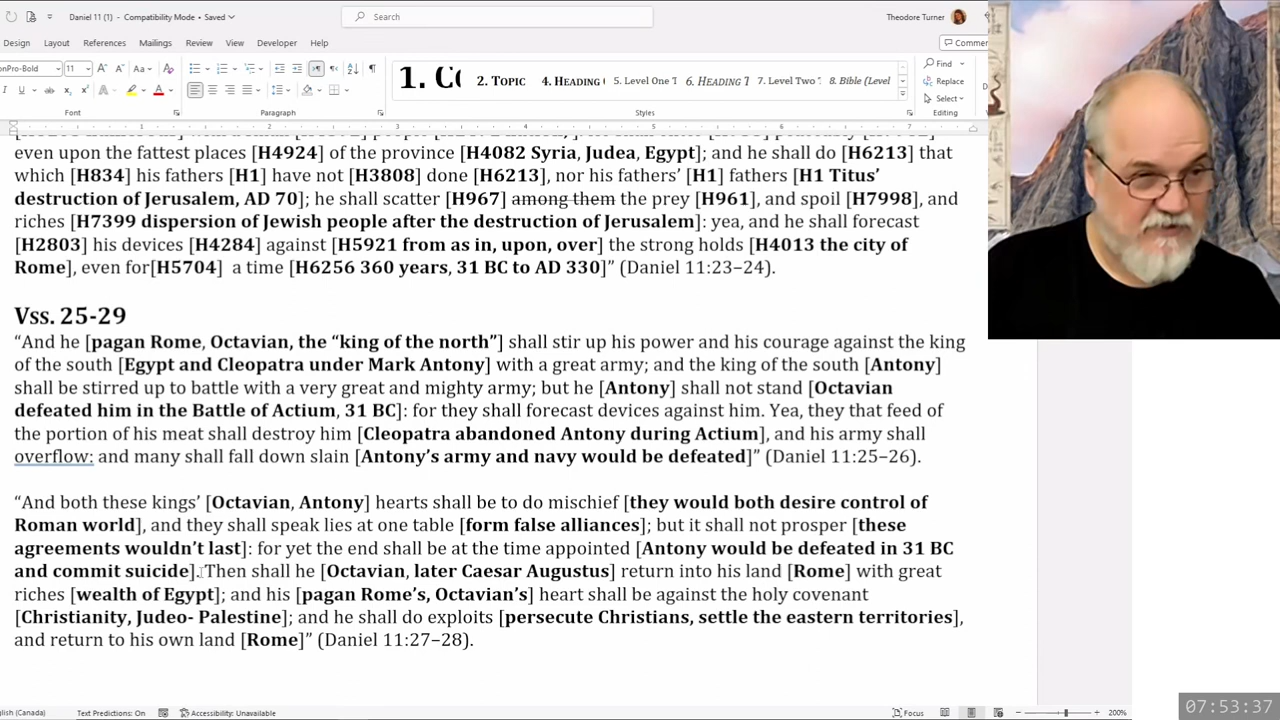 Daniel 11 (1) - Compatibility Mode • Saved
Search
Theodore Turner
Design Layout References Mailings Review View Developer Help
Comme
nPro-Bold 11
1. Co 2. TOPIC 4. HEADING 5. Level One T 6. HEADING T 7. Level Two 8. Bible (Level
Find
Replace
Select
Font Paragraph Styles Editing
1 2 3 4 5 6 7
even upon the fattest places [H4924] of the province [H4082 Syria, Judea, Egypt]; and he shall do [H6213] that
which [H834] his fathers [H1] have not [H3808] done [H6213], nor his fathers’ [H1] fathers [H1 Titus’
destruction of Jerusalem, AD 70]; he shall scatter [H967] among them the prey [H961], and spoil [H7998], and
riches [H7399 dispersion of Jewish people after the destruction of Jerusalem]: yea, and he shall forecast
[H2803] his devices [H4284] against [H5921 from as in, upon, over] the strong holds [H4013 the city of
Rome], even for[H5704] a time [H6256 360 years, 31 BC to AD 330]” (Daniel 11:23–24).
Vss. 25-29
“And he [pagan Rome, Octavian, the “king of the north”] shall stir up his power and his courage against the king
of the south [Egypt and Cleopatra under Mark Antony] with a great army; and the king of the south [Antony]
shall be stirred up to battle with a very great and mighty army; but he [Antony] shall not stand [Octavian
defeated him in the Battle of Actium, 31 BC]: for they shall forecast devices against him. Yea, they that feed of
the portion of his meat shall destroy him [Cleopatra abandoned Antony during Actium], and his army shall
overflow: and many shall fall down slain [Antony’s army and navy would be defeated]” (Daniel 11:25–26).
“And both these kings’ [Octavian, Antony] hearts shall be to do mischief [they would both desire control of
Roman world], and they shall speak lies at one table [form false alliances]; but it shall not prosper [these
agreements wouldn’t last]: for yet the end shall be at the time appointed [Antony would be defeated in 31 BC
and commit suicide]. Then shall he [Octavian, later Caesar Augustus] return into his land [Rome] with great
riches [wealth of Egypt]; and his [pagan Rome’s, Octavian’s] heart shall be against the holy covenant
[Christianity, Judeo- Palestine]; and he shall do exploits [persecute Christians, settle the eastern territories],
and return to his own land [Rome]” (Daniel 11:27–28).
glish (Canada) Text Predictions: On Accessibility: Unavailable Focus 200%
07:53:37